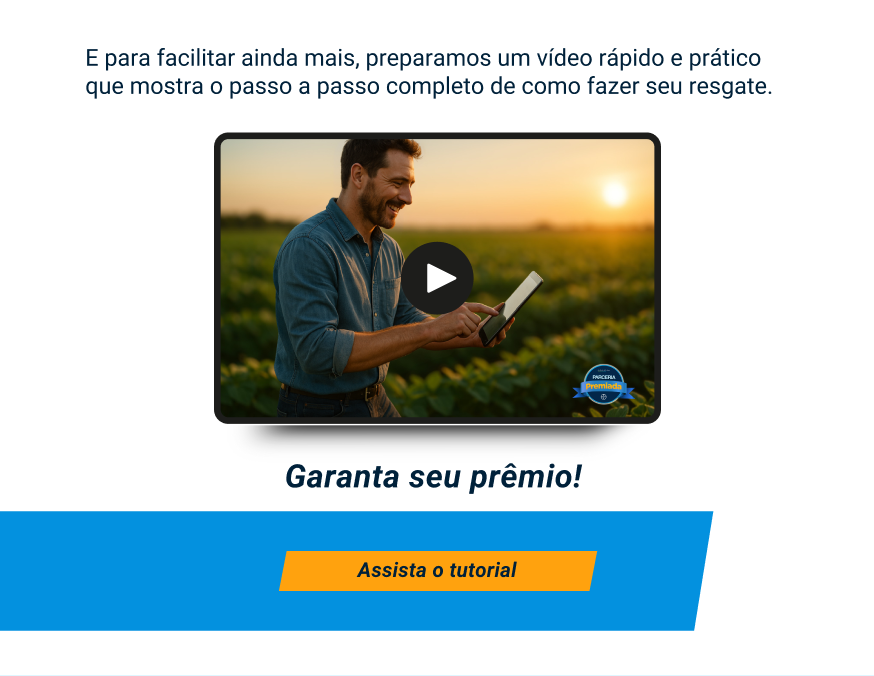 E para facilitar ainda mais, preparamos um vídeo rápido e prático
que mostra o passo a passo completo de como fazer seu resgate.
PARCERIA
Premiada
Garanta seu prêmio!
Assista o tutorial